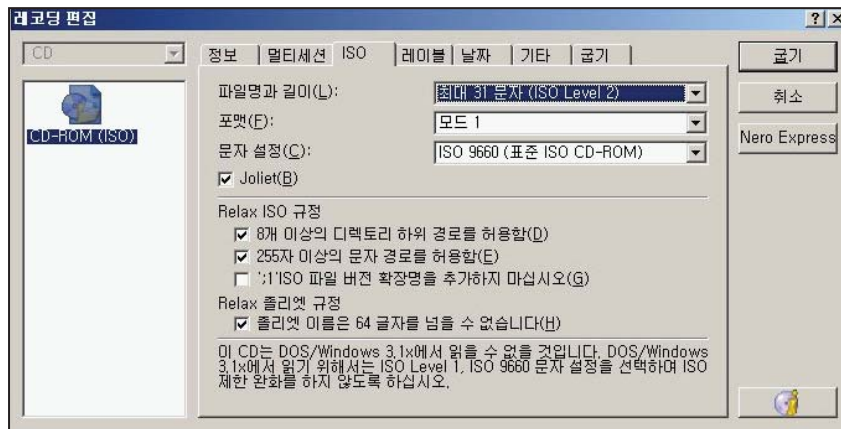 레코딩 편집
CD
CD-ROM (ISO)
정보 멀티세션 ISO 레이블 날짜 기타 굽기
파일명과 길이(L): 최대 31 문자 (ISO Level 2)
포맷(F): 모드 1
문자 설정(C): ISO 9660 (표준 ISO CD-ROM)
Joliet(B)
Relax ISO 규정
8개 이상의 디렉토리 하위 경로를 허용함(D)
255자 이상의 문자 경로를 허용함(E)
';1'ISO 파일 버전 확장명을 추가하지 마십시오(G)
Relax 졸리엣 규정
졸리엣 이름은 64 글자를 넘을 수 없습니다(H)
이 CD는 DOS/Windows 3.1x에서 읽을 수 없을 것입니다. DOS/Windows
3.1x에서 읽기 위해서는 ISO Level 1, ISO 9660 문자 설정을 선택하며 ISO
제한 완화를 하지 않도록 하십시오.
굽기
취소
Nero Express